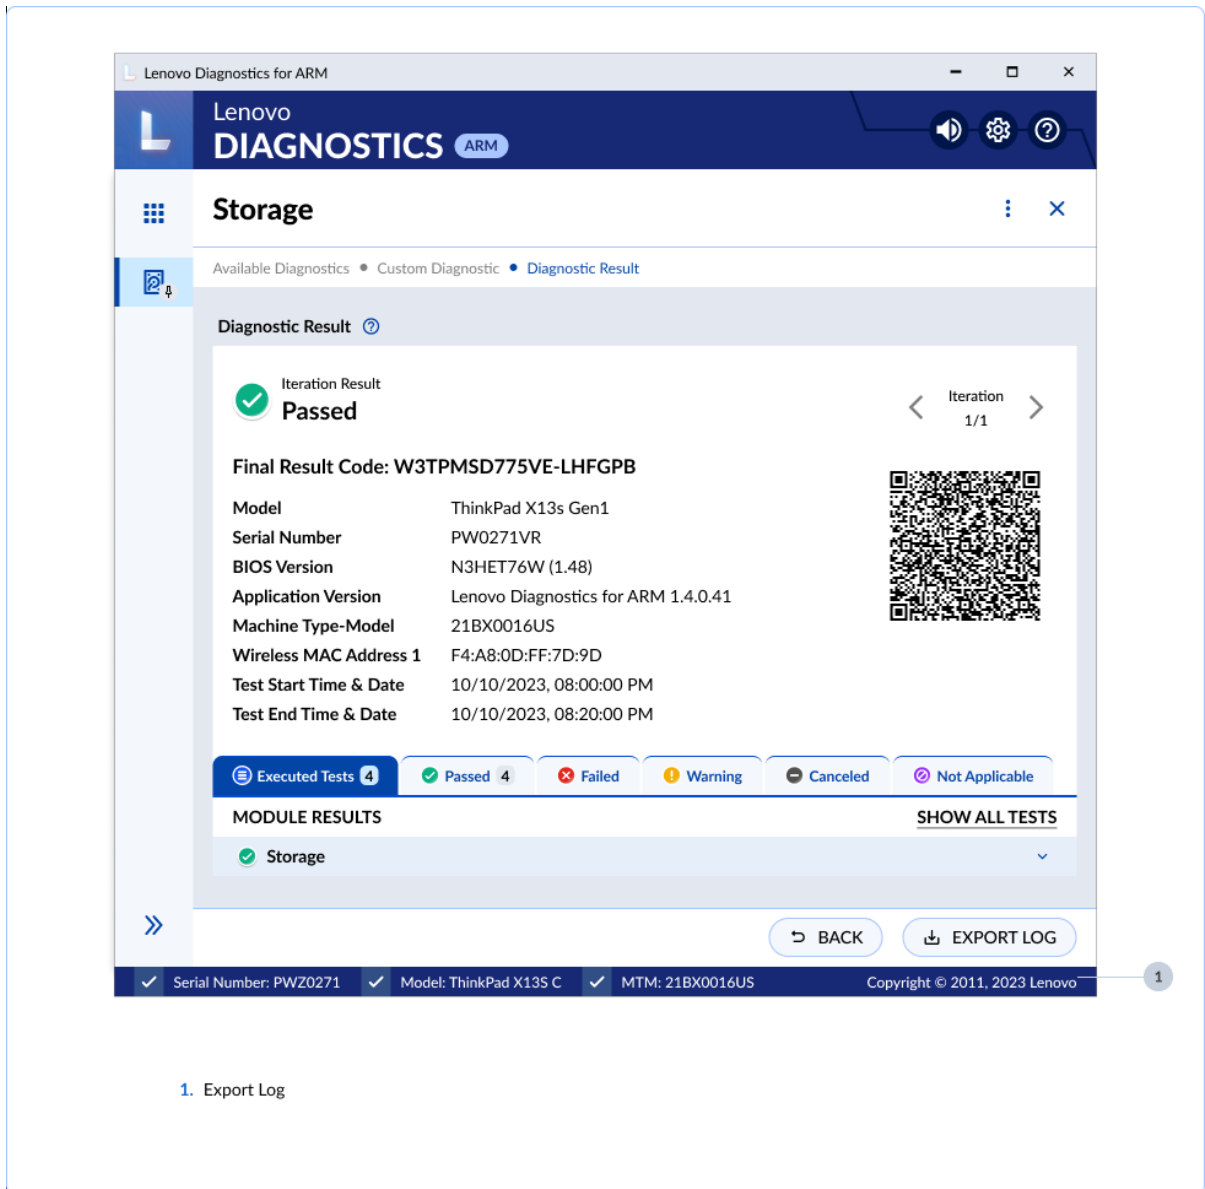 Lenovo Diagnostics for ARM
Lenovo
DIAGNOSTICS ARM
Storage
Available Diagnostics • Custom Diagnostic • Diagnostic Result
Diagnostic Result
Iteration Result
Passed
Iteration
1/1
Final Result Code: W3TPMSD775VE-LHFGPB
Model ThinkPad X13s Gen1
Serial Number PW0271VR
BIOS Version N3HET76W (1.48)
Application Version Lenovo Diagnostics for ARM 1.4.0.41
Machine Type-Model 21BX0016US
Wireless MAC Address 1 F4:A8:0D:FF:7D:9D
Test Start Time & Date 10/10/2023, 08:00:00 PM
Test End Time & Date 10/10/2023, 08:20:00 PM
Executed Tests 4 Passed 4 Failed Warning Canceled Not Applicable
MODULE RESULTS SHOW ALL TESTS
Storage
BACK EXPORT LOG
Serial Number: PWZ0271 Model: ThinkPad X13S C MTM: 21BX0016US Copyright © 2011, 2023 Lenovo
1
1. Export Log